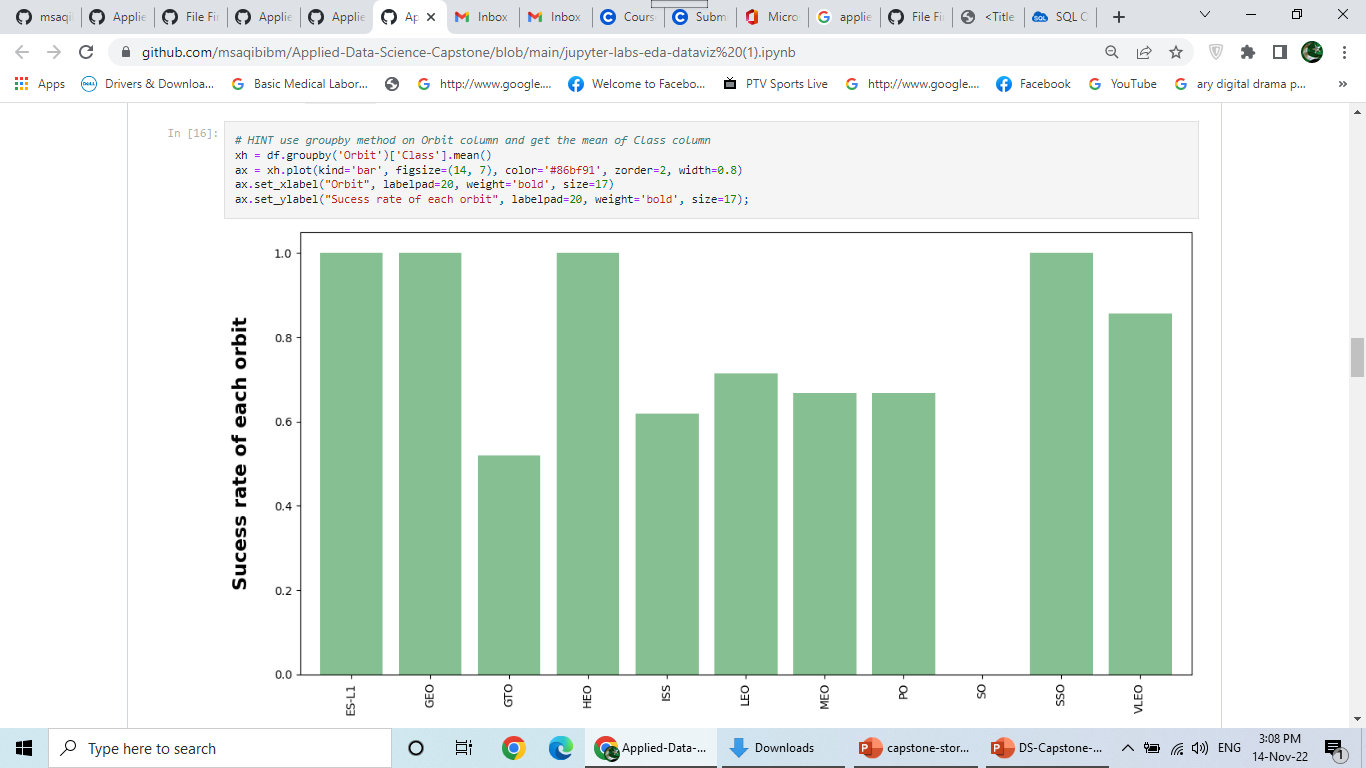 msaqi
Applie
File Fi
Applie
Applie
Ap
Inbox
Inbox
Cours
Subm
Micro
applie
File Fi
<Title
SQL C
github.com/msaqibibm/Applied-Data-Science-Capstone/blob/main/jupyter-labs-eda-dataviz%20(1).ipynb
Apps
DELL
Drivers & Downloa...
Basic Medical Labor...
http://www.google....
Welcome to Facebo...
PTV Sports Live
http://www.google....
Facebook
YouTube
ary digital drama p...
»
In [16]:
# HINT use groupby method on Orbit column and get the mean of Class column
xh = df.groupby('Orbit')['Class'].mean()
ax = xh.plot(kind='bar', figsize=(14, 7), color='#86bf91', zorder=2, width=0.8)
ax.set_xlabel("Orbit", labelpad=20, weight='bold', size=17)
ax.set_ylabel("Sucess rate of each orbit", labelpad=20, weight='bold', size=17);
Sucess rate of each orbit
1.0
0.8
0.6
0.4
0.2
0.0
ES-L1
GEO
GTO
HEO
ISS
LEO
MEO
PO
SO
SSO
VLEO
Type here to search
Applied-Data-...
Downloads
capstone-stor...
DS-Capstone-...
ENG
3:08 PM
14-Nov-22
1